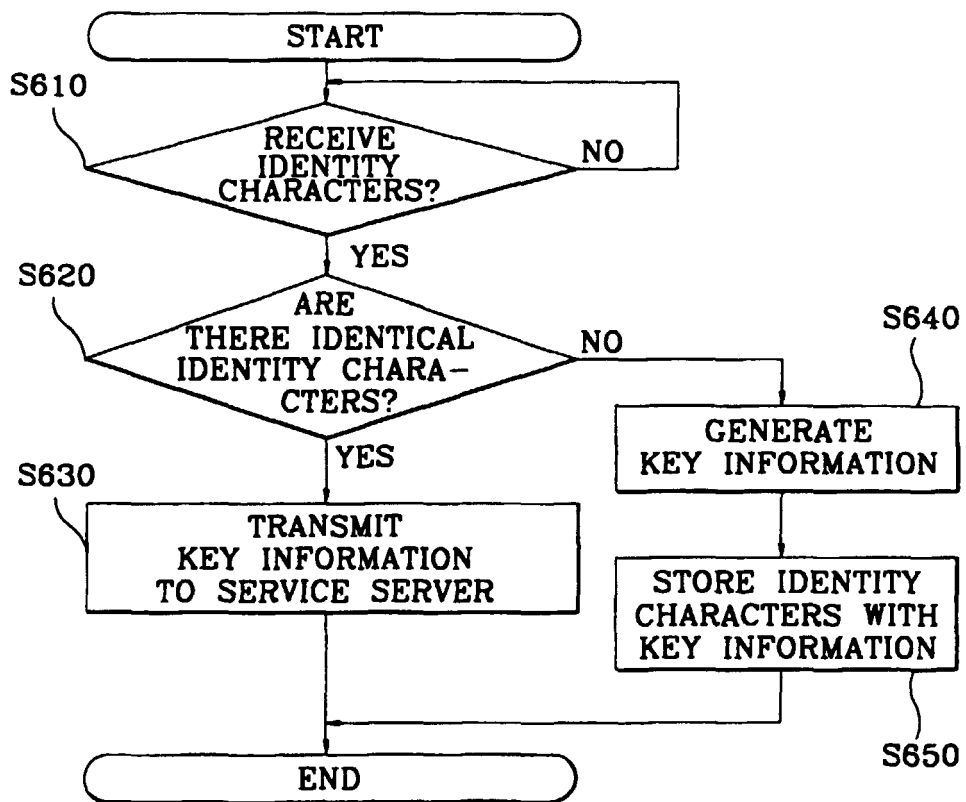 START
S610
RECEIVE
IDENTITY
CHARACTERS?
NO
YES
S620
ARE
THERE IDENTICAL
IDENTITY CHARA-
CTERS?
NO
YES
S640
GENERATE
KEY INFORMATION
S630
TRANSMIT
KEY INFORMATION
TO SERVICE SERVER
STORE IDENTITY
CHARACTERS WITH
KEY INFORMATION
S650
END